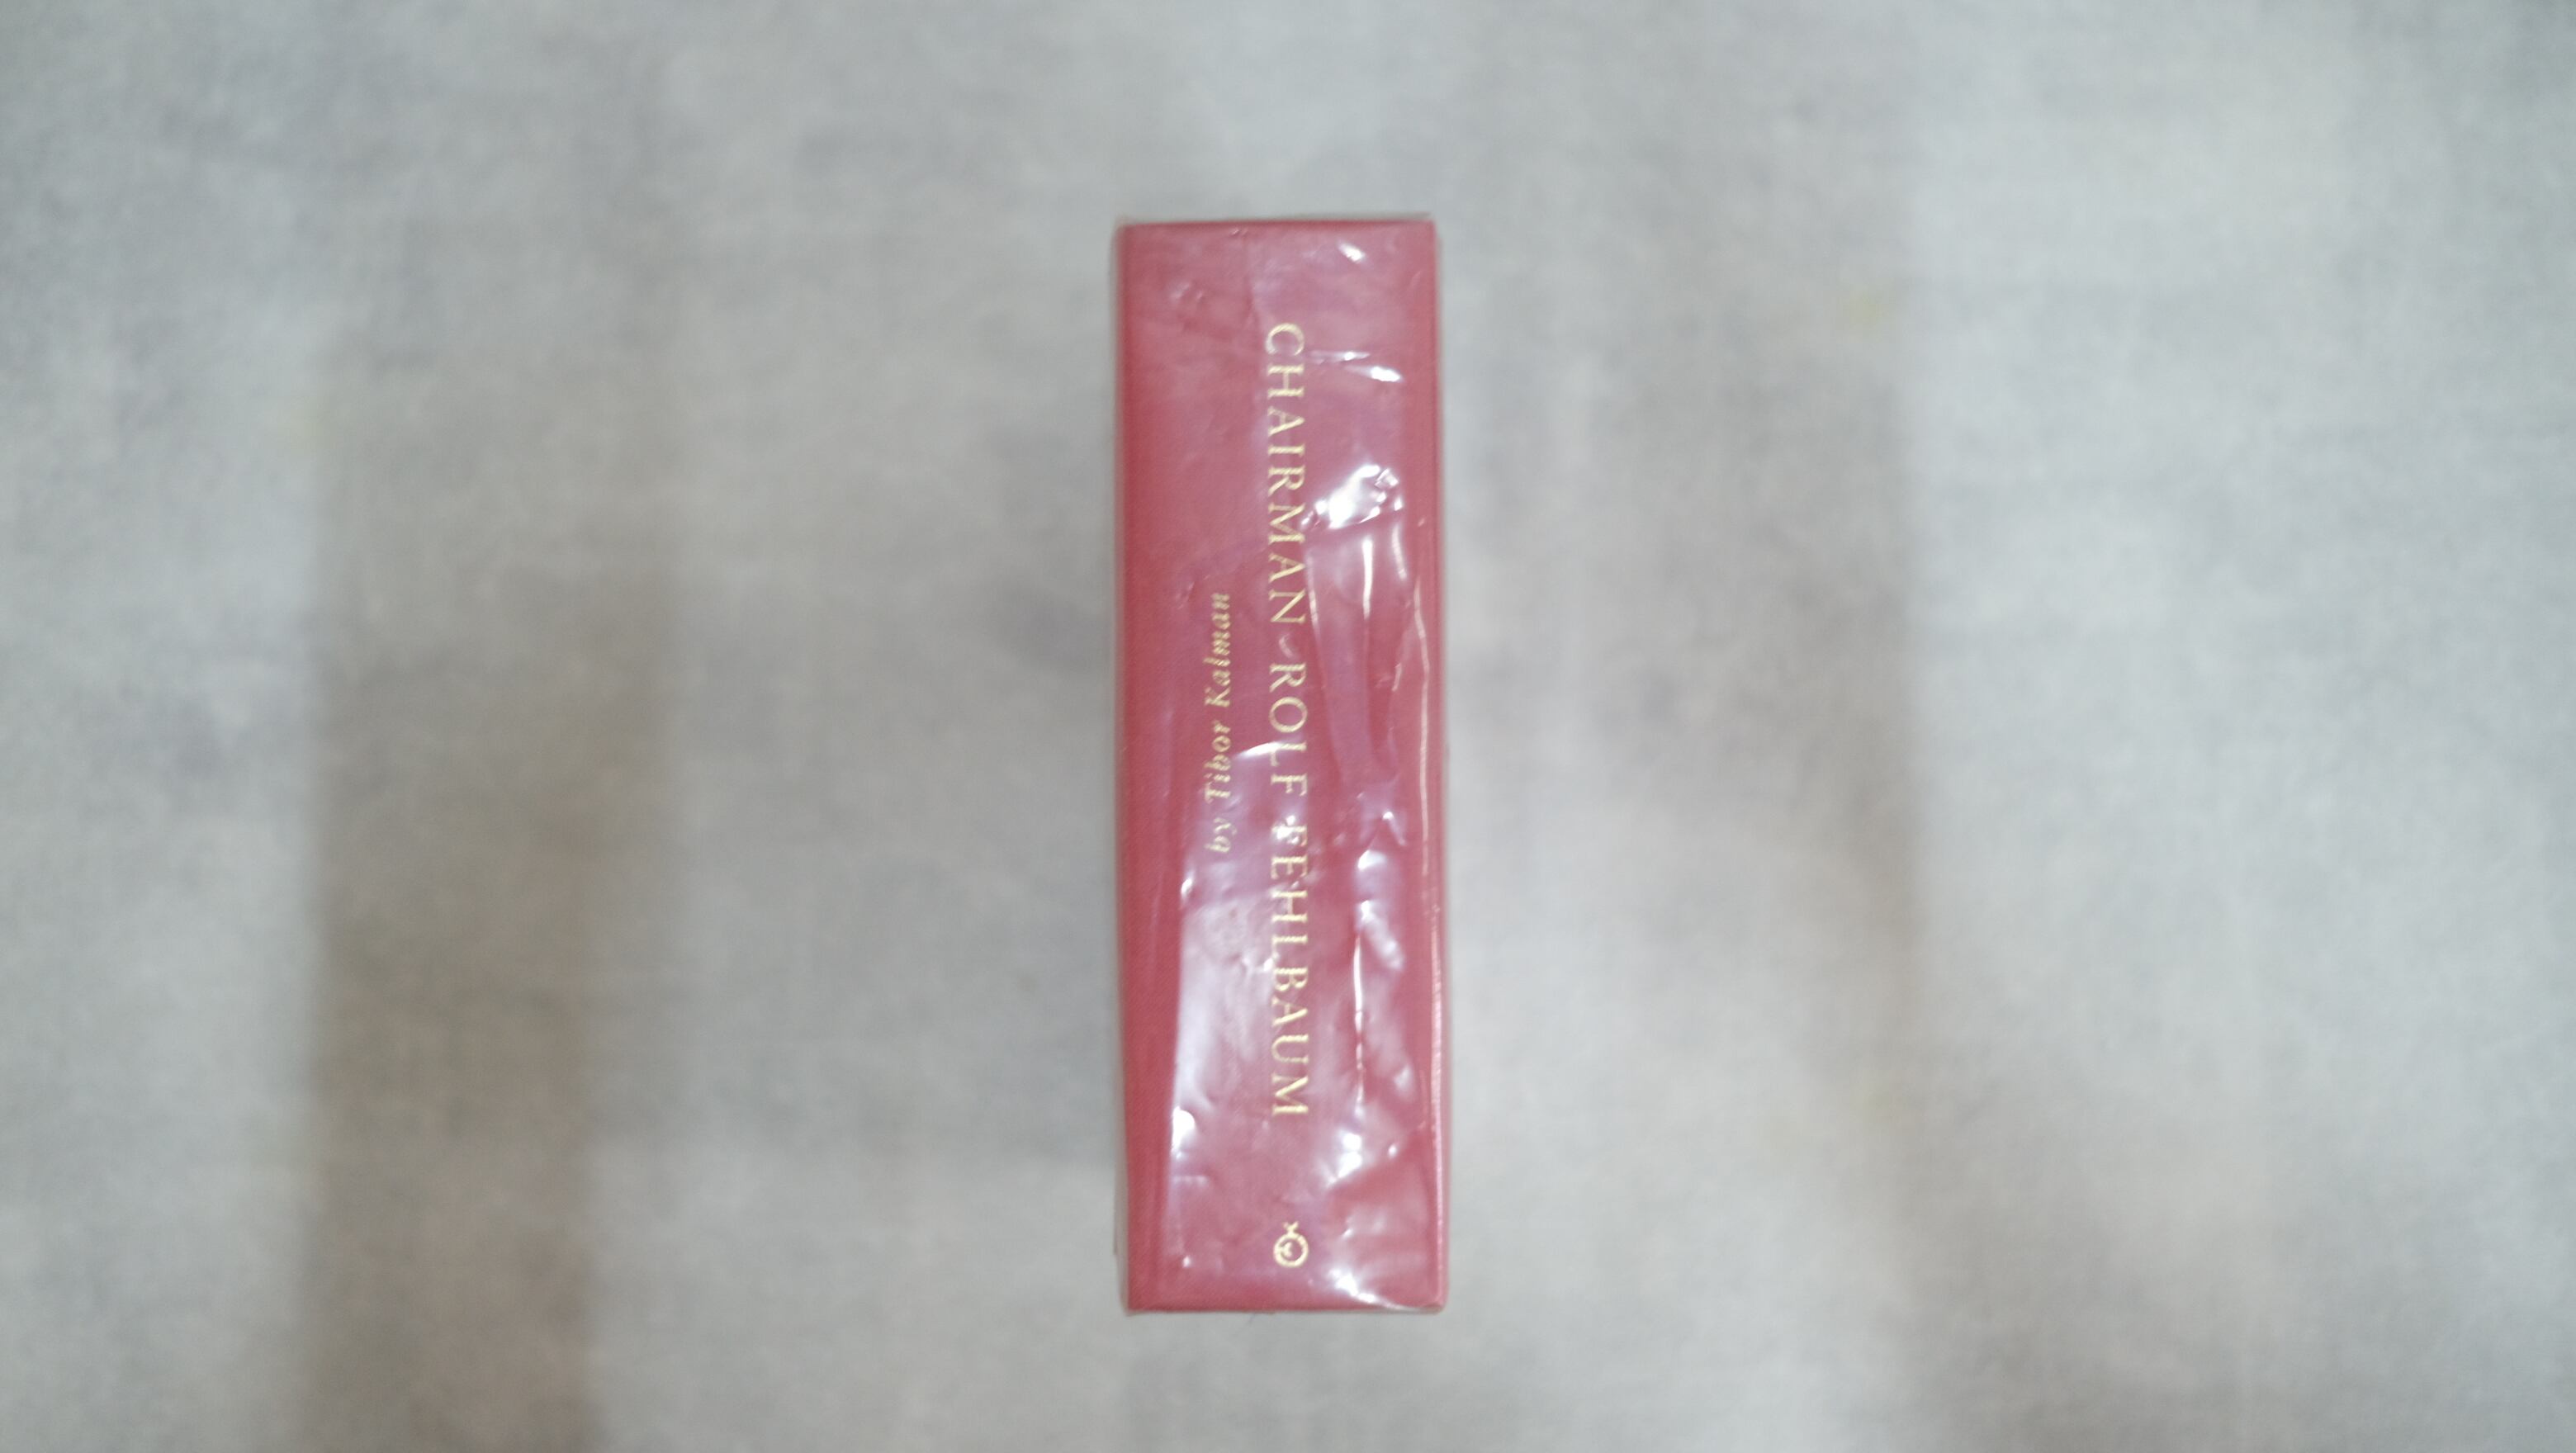 CHAIRMAN ROLF FEHLBAUM
by Tibor Kalman